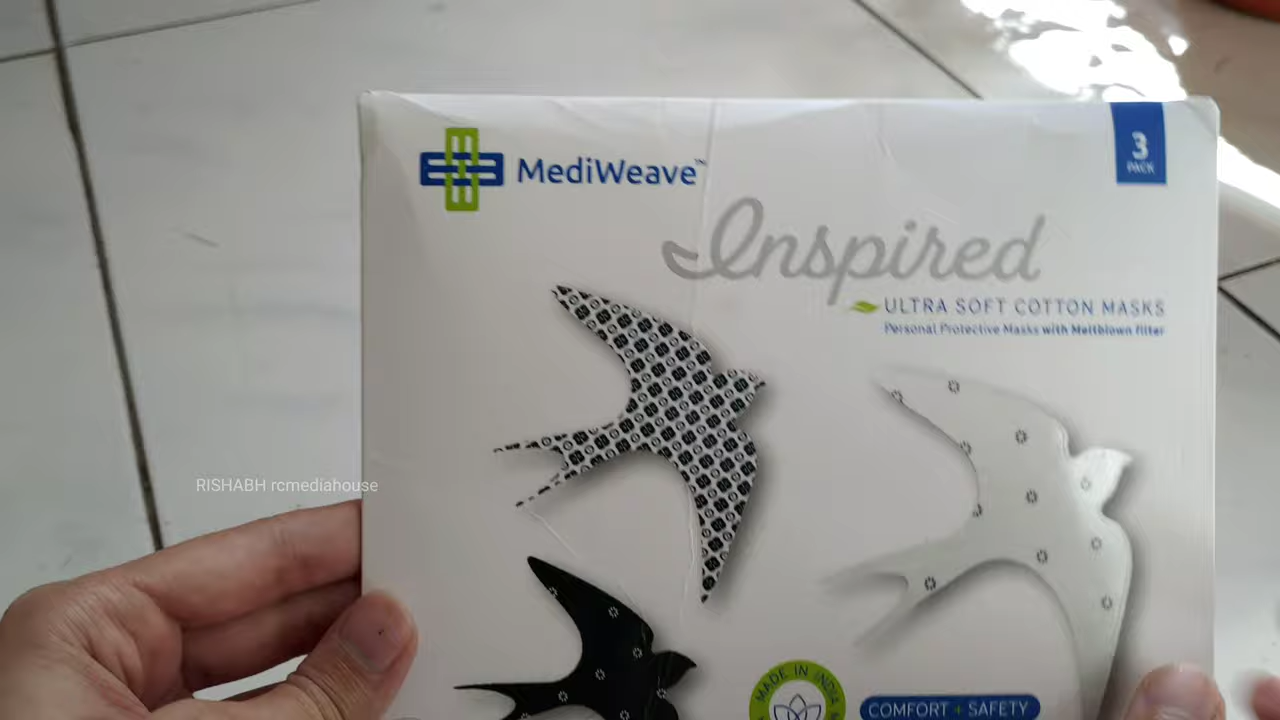 MediWeave™
3
PACK
Inspired
ULTRA SOFT COTTON MASKS
Personal Protective Masks with Meltblown Filter
RISHABH rcmediahouse
MADE IN INDIA
COMFORT + SAFETY